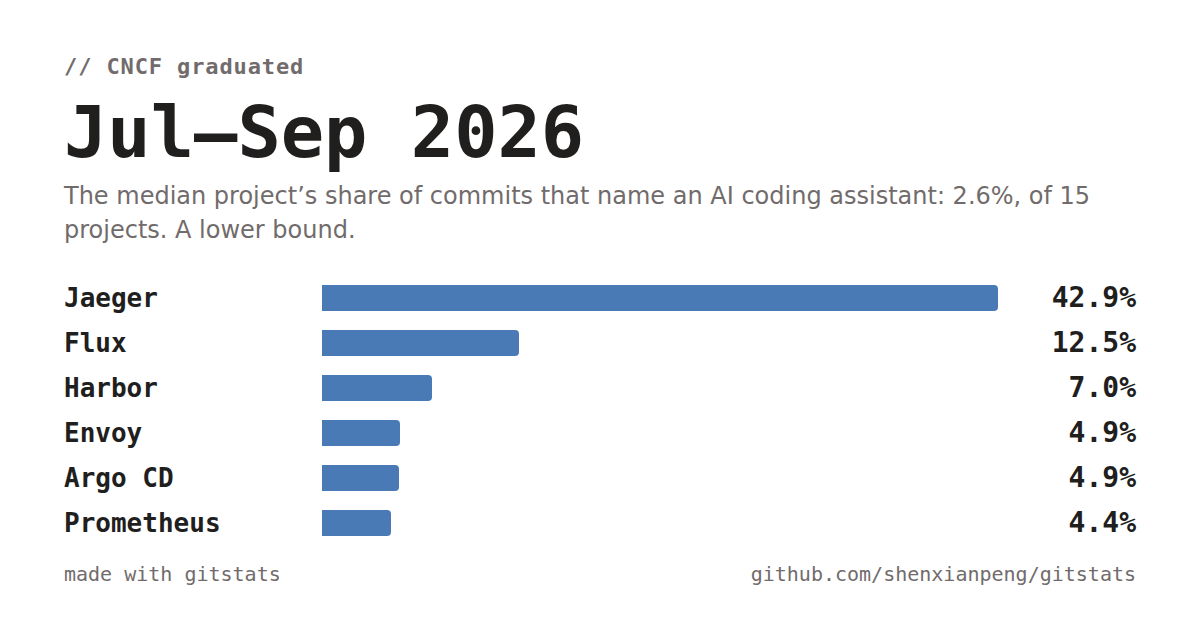 // CNCF graduated
Jul–Sep 2026
The median project’s share of commits that name an AI coding assistant: 2.6%, of 15
projects. A lower bound.
Jaeger 42.9%
Flux 12.5%
Harbor 7.0%
Envoy 4.9%
Argo CD 4.9%
Prometheus 4.4%
made with gitstats github.com/shenxianpeng/gitstats